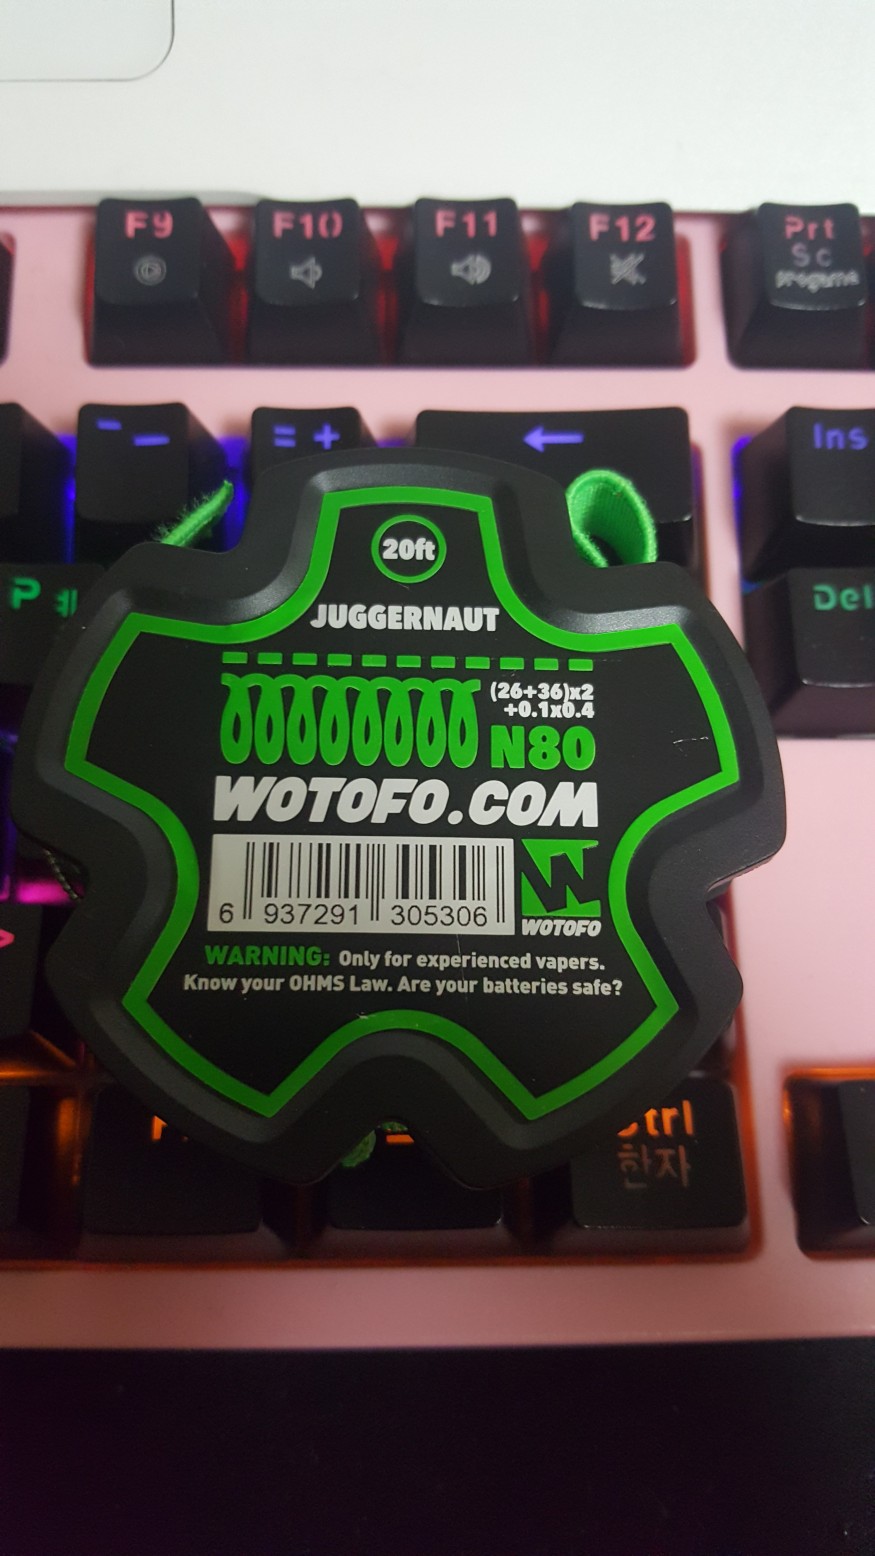 F9 F10 F11 F12 Prt
Sc
- _ = + ← Ins
20ft
P Del
JUGGERNAUT
(26+36)x2
+0.1x0.4
N80
WOTOFO.COM
6 937291 305306
WOTOFO
WARNING: Only for experienced vapers.
Know your OHMS Law. Are your batteries safe?
한자